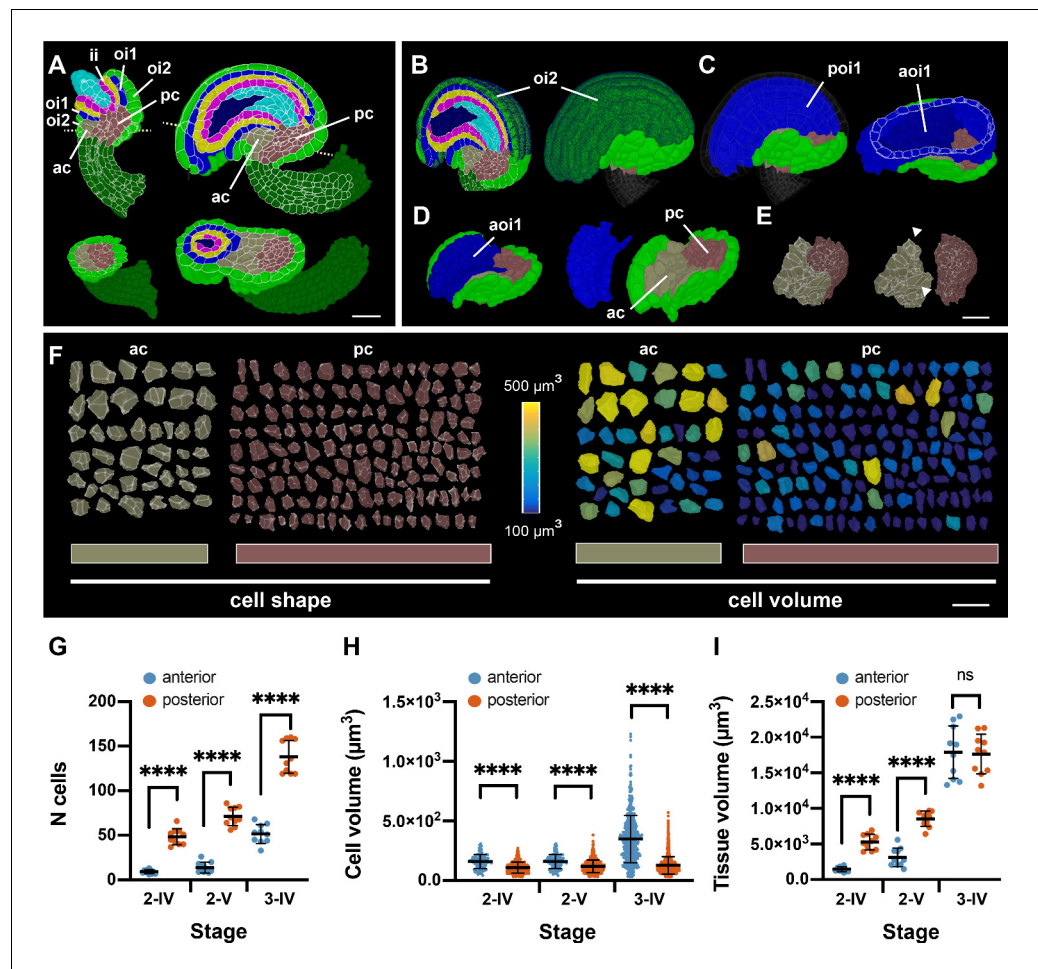 A
ii
oi1
oi2
oi1
oi2
pc
ac
pc
ac
B
oi2
C
poi1
aoi1
D
aoi1
pc
ac
E
F
ac
pc
500 µm³
100 µm³
ac
pc
cell shape
cell volume
G
anterior
posterior
N cells
200
150
100
50
0
****
****
****
2-IV
2-V
3-IV
Stage
H
anterior
posterior
Cell volume (µm³)
1.5×10³
1.0×10³
5.0×10²
0.0
****
****
****
2-IV
2-V
3-IV
Stage
I
anterior
posterior
Tissue volume (µm³)
2.5×10⁴
2.0×10⁴
1.5×10⁴
1.0×10⁴
5.0×10³
0.0
****
****
ns
2-IV
2-V
3-IV
Stage